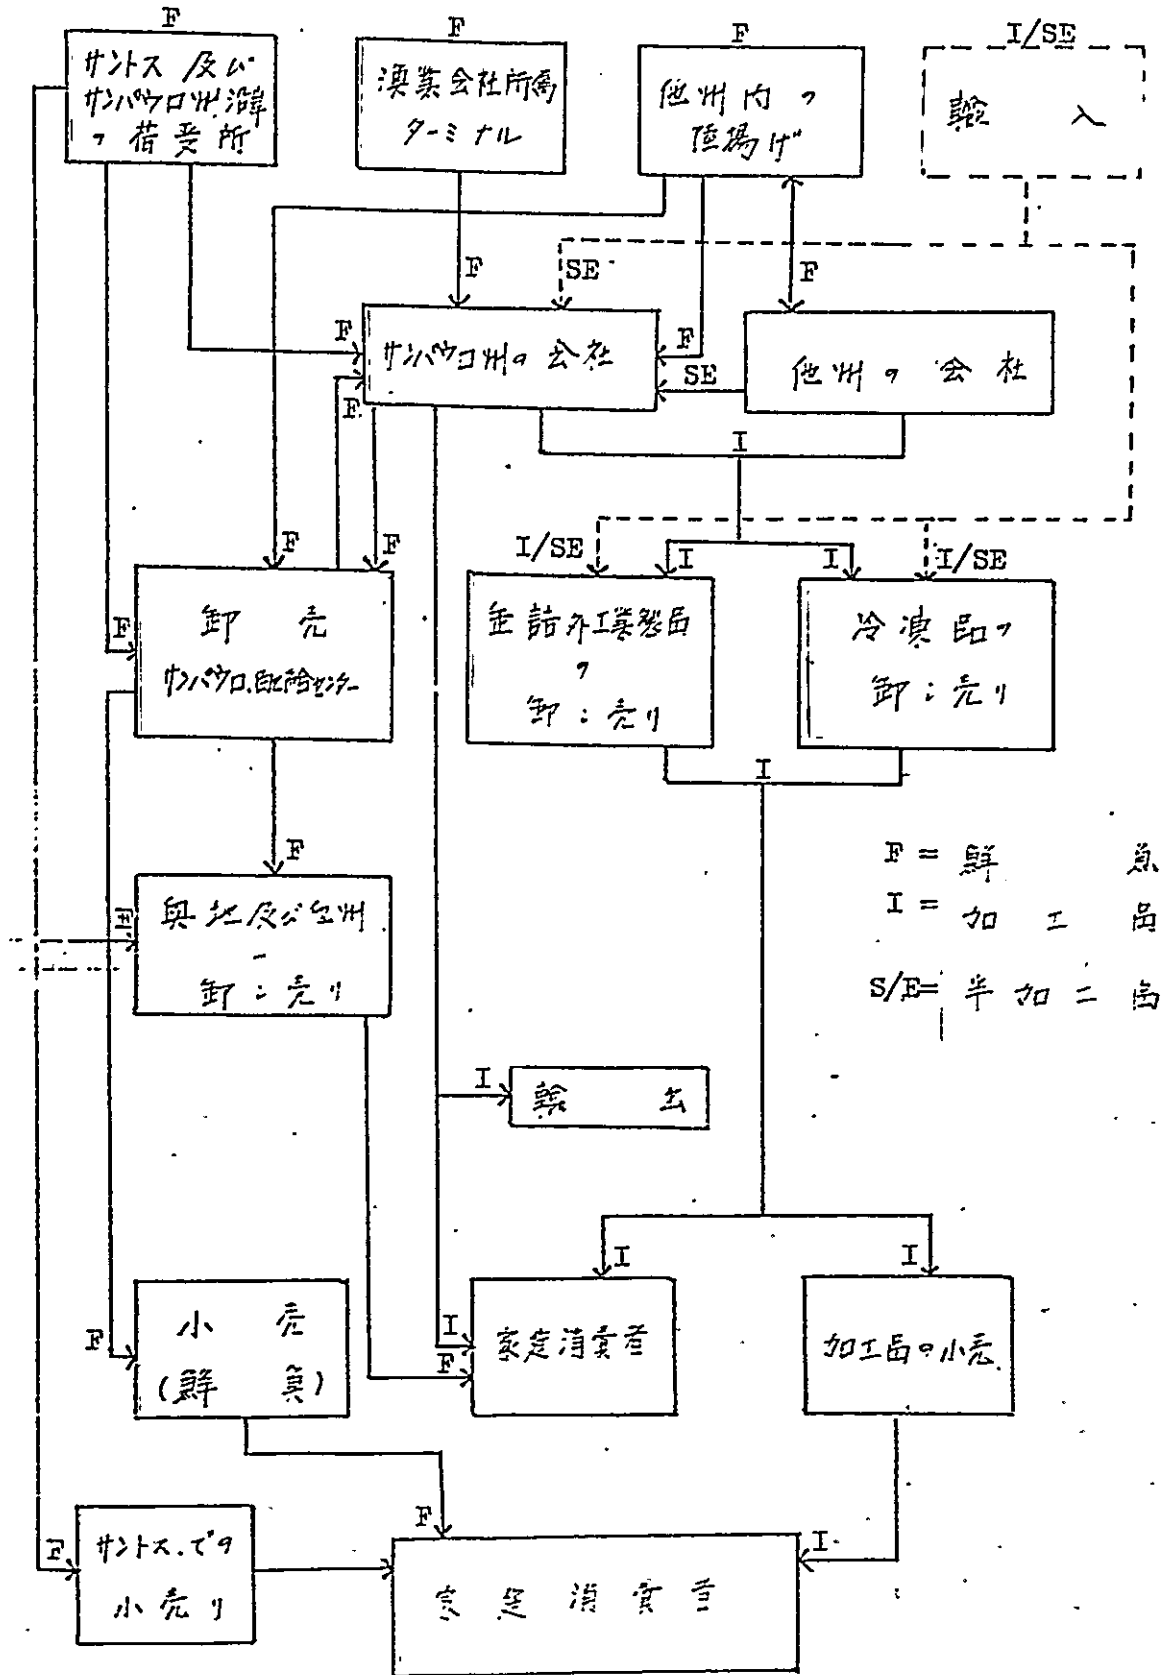 F
サントス 及び
サンパウロ州沿岸
の荷受所
F
漁業会社所属
ターミナル
F
他州内の
陸揚げ
I/SE
輸入
F
SE
F
F
サンパウロ州の会社
F
SE
他州の会社
F
I
F
F
I/SE
I
I
I/SE
F
卸売
サンパウロ.配給センター
缶詰外工業製品
の
卸し売り
冷凍品の
卸し売り
I
F
F = 鮮魚
I = 加工品
S/E= 半加工品
F
奥地及び他州
卸し売り
I
輸出
I
I
F
小売
(鮮魚)
I
F
家庭消費者
加工品の小売
F
F
サントス.での
小売り
I
家庭消費者